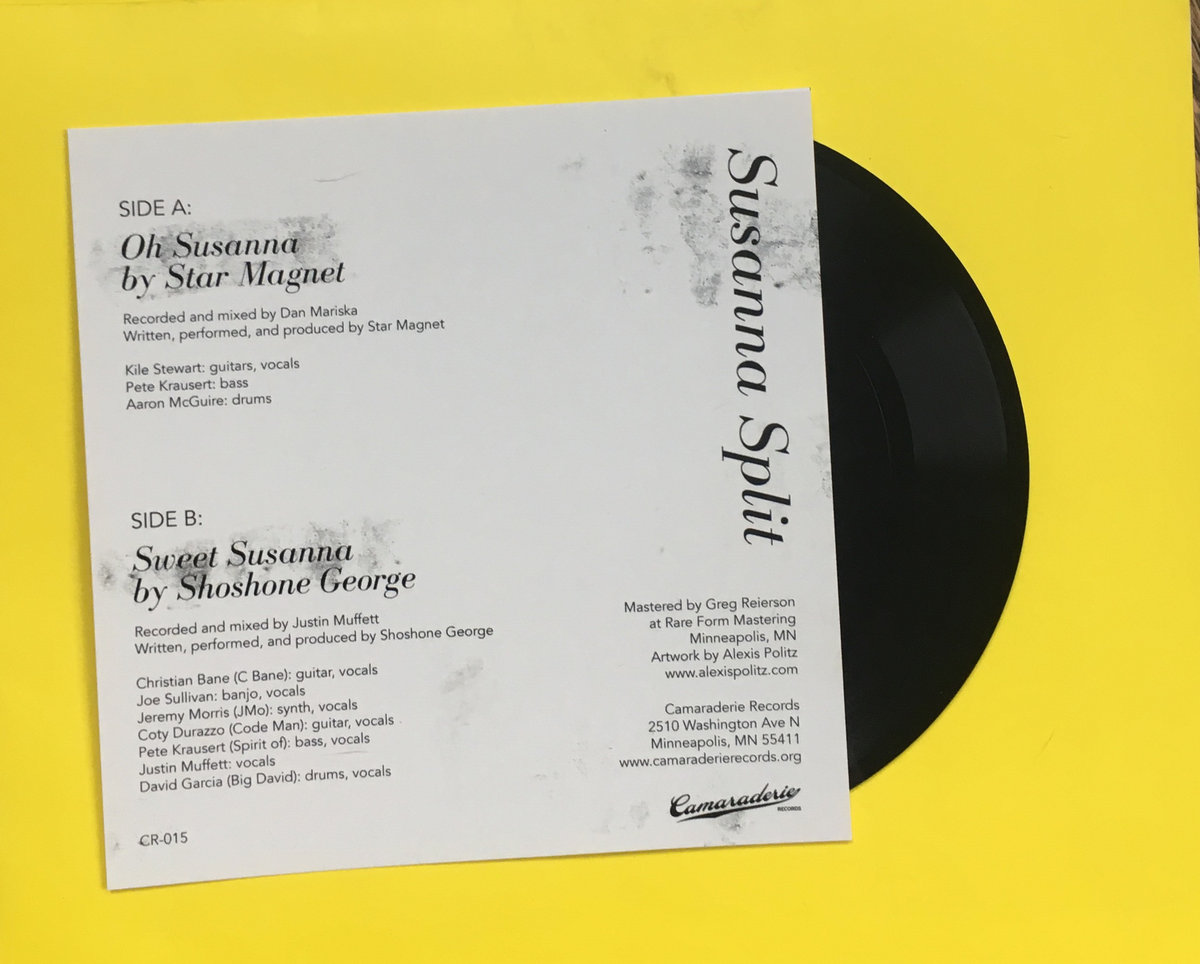 SIDE A:
Oh Susanna
by Star Magnet
Recorded and mixed by Dan Mariska
Written, performed, and produced by Star Magnet
Kile Stewart: guitars, vocals
Pete Krausert: bass
Aaron McGuire: drums
SIDE B:
Sweet Susanna
by Shoshone George
Recorded and mixed by Justin Muffett
Written, performed, and produced by Shoshone George
Christian Bane (C Bane): guitar, vocals
Joe Sullivan: banjo, vocals
Jeremy Morris (JMo): synth, vocals
Coty Durazzo (Code Man): guitar, vocals
Pete Krausert (Spirit of): bass, vocals
Justin Muffett: vocals
David Garcia (Big David): drums, vocals
CR-015
Susanna Split
Mastered by Greg Reierson
at Rare Form Mastering
Minneapolis, MN
Artwork by Alexis Politz
www.alexispolitz.com
Camaraderie Records
2510 Washington Ave N
Minneapolis, MN 55411
www.camaraderierecords.org
Camaraderie
RECORDS